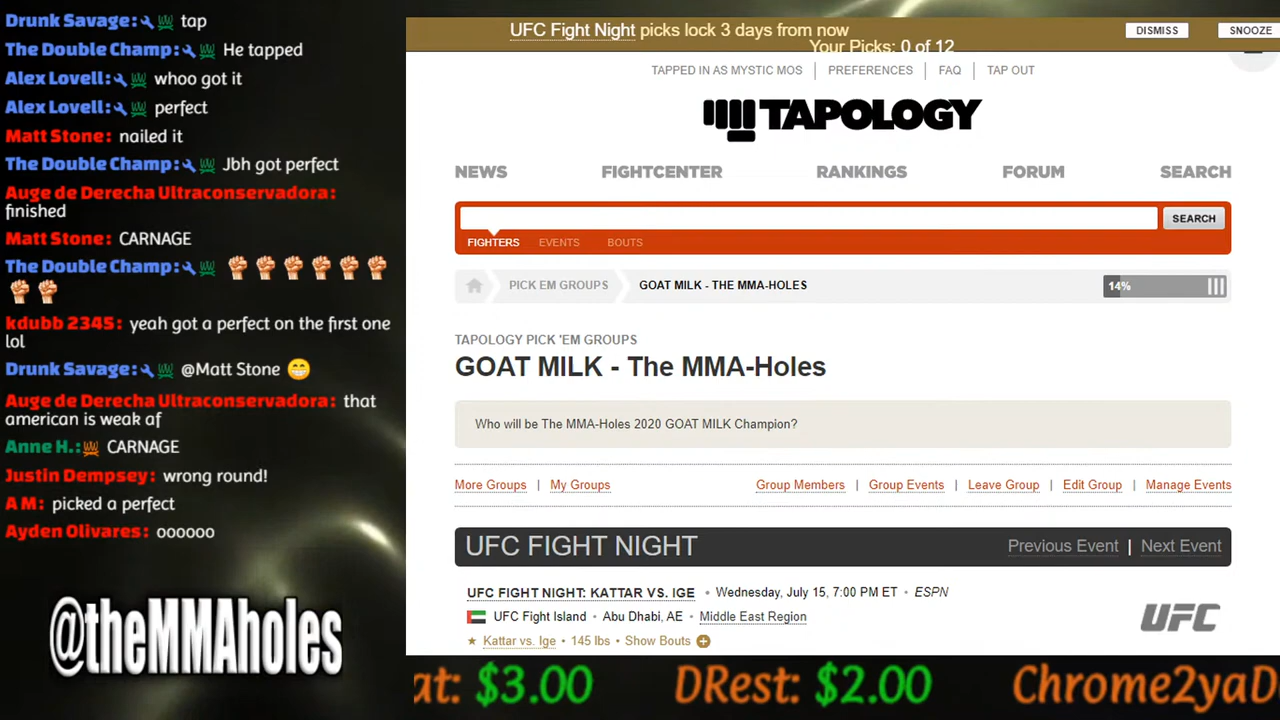 Drunk Savage: tap
The Double Champ: He tapped
Alex Lovell: whoo got it
Alex Lovell: perfect
Matt Stone: nailed it
The Double Champ: Jbh got perfect
Auge de Derecha Ultraconservadora:
finished
Matt Stone: CARNAGE
The Double Champ: ✊🏼✊🏼✊🏼✊🏼✊🏼✊🏼
✊🏼✊🏼
kdubb 2345: yeah got a perfect on the first one
lol
Drunk Savage: @Matt Stone 😁
Auge de Derecha Ultraconservadora: that
american is weak af
Anne H.: CARNAGE
Justin Dempsey: wrong round!
A M: picked a perfect
Ayden Olivares: oooooo
@theMMAholes
UFC Fight Night picks lock 3 days from now
Your Picks: 0 of 12
DISMISS
SNOOZE
TAPPED IN AS MYSTIC MOS | PREFERENCES | FAQ | TAP OUT
TAPOLOGY
NEWS FIGHTCENTER RANKINGS FORUM SEARCH
SEARCH
FIGHTERS EVENTS BOUTS
PICK EM GROUPS GOAT MILK - THE MMA-HOLES 14%
TAPOLOGY PICK 'EM GROUPS
GOAT MILK - The MMA-Holes
Who will be The MMA-Holes 2020 GOAT MILK Champion?
More Groups | My Groups Group Members | Group Events | Leave Group | Edit Group | Manage Events
UFC FIGHT NIGHT Previous Event | Next Event
UFC FIGHT NIGHT: KATTAR VS. IGE • Wednesday, July 15, 7:00 PM ET • ESPN
UFC Fight Island • Abu Dhabi, AE • Middle East Region
★ Kattar vs. Ige • 145 lbs • Show Bouts +
UFC
at: $3.00 DRest: $2.00 Chrome2yaD